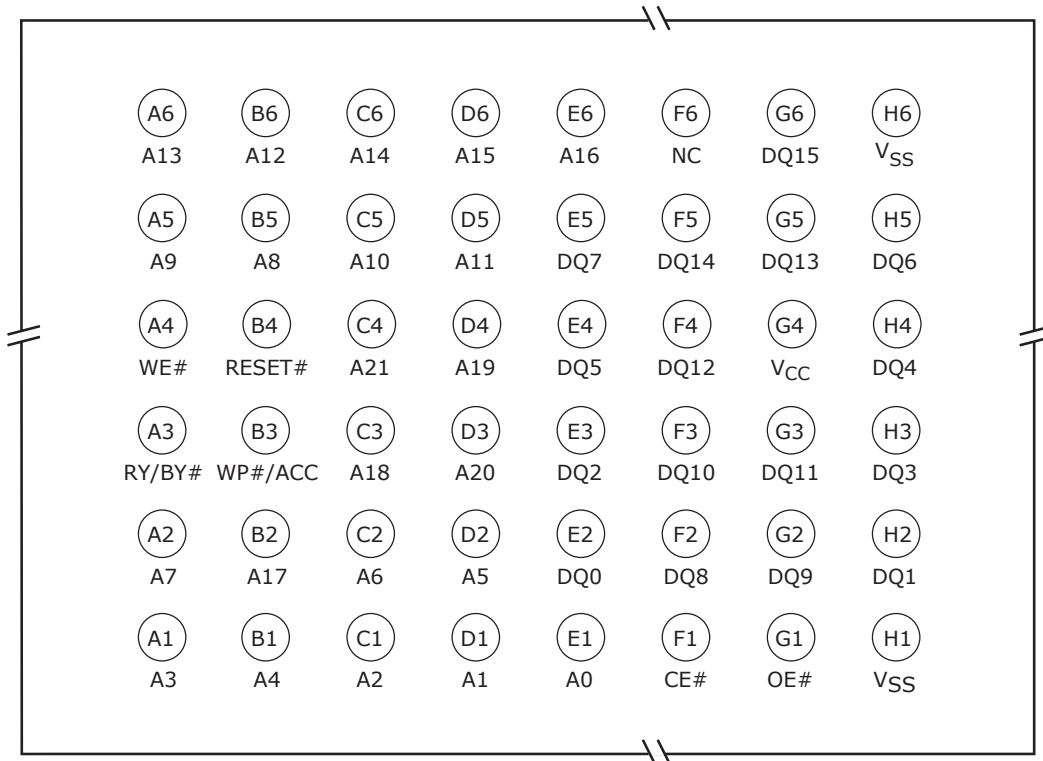 A6 B6 C6 D6 E6 F6 G6 H6
A13 A12 A14 A15 A16 NC DQ15 VSS
A5 B5 C5 D5 E5 F5 G5 H5
A9 A8 A10 A11 DQ7 DQ14 DQ13 DQ6
A4 B4 C4 D4 E4 F4 G4 H4
WE# RESET# A21 A19 DQ5 DQ12 VCC DQ4
A3 B3 C3 D3 E3 F3 G3 H3
RY/BY# WP#/ACC A18 A20 DQ2 DQ10 DQ11 DQ3
A2 B2 C2 D2 E2 F2 G2 H2
A7 A17 A6 A5 DQ0 DQ8 DQ9 DQ1
A1 B1 C1 D1 E1 F1 G1 H1
A3 A4 A2 A1 A0 CE# OE# VSS